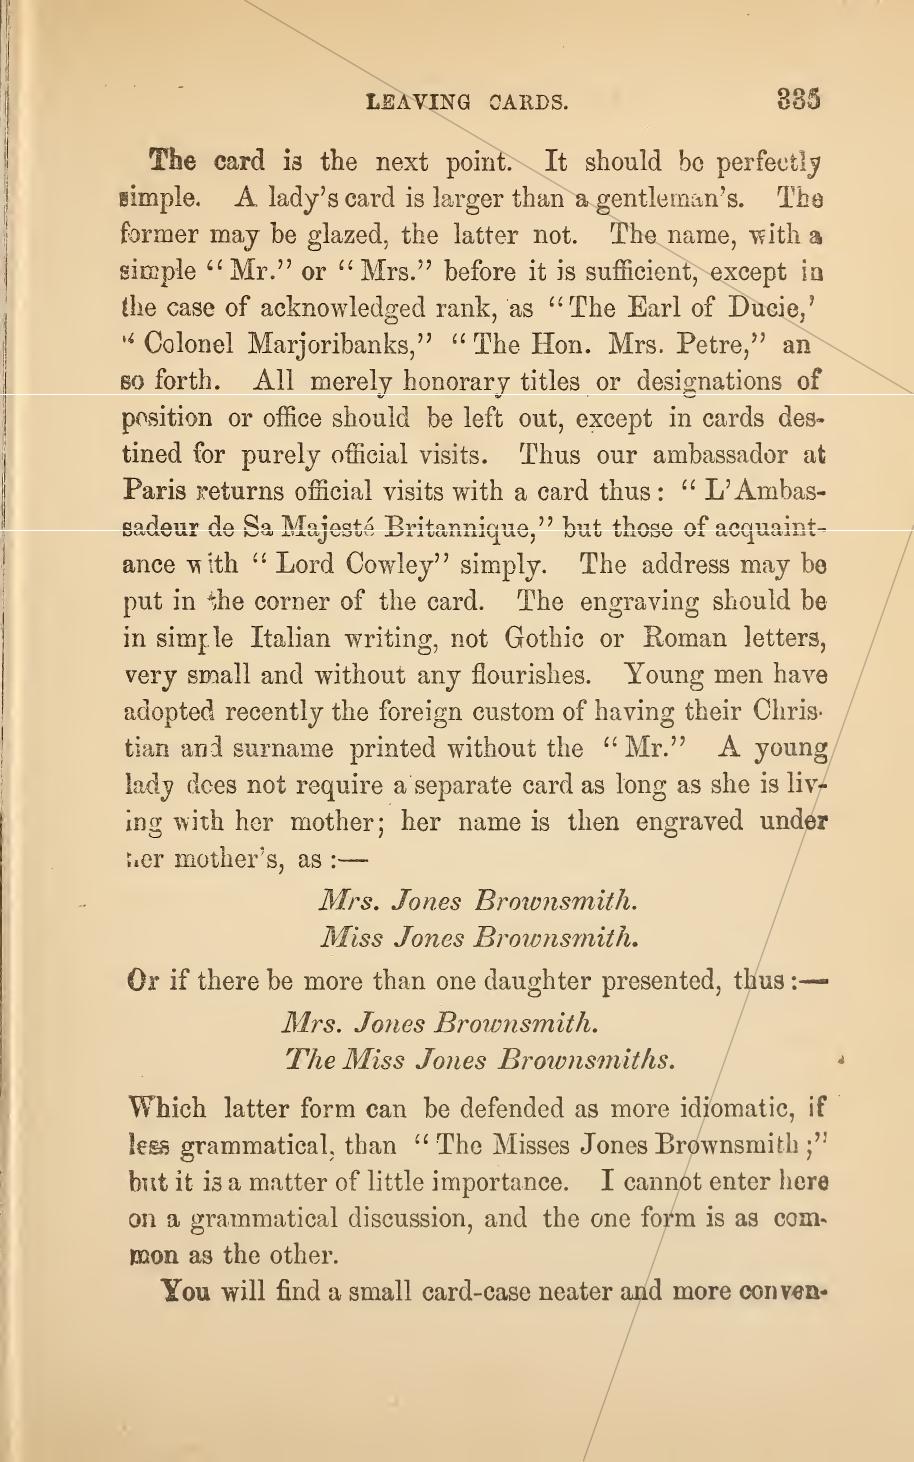 LEAVING CARDS. 335
The card is the next point. It should be perfectly
simple. A lady's card is larger than a gentleman's. The
former may be glazed, the latter not. The name, with a
simple “Mr.” or “Mrs.” before it is sufficient, except in
the case of acknowledged rank, as “The Earl of Ducie,’
“Colonel Marjoribanks,” “The Hon. Mrs. Petre,” an
so forth. All merely honorary titles or designations of
position or office should be left out, except in cards des-
tined for purely official visits. Thus our ambassador at
Paris returns official visits with a card thus: “L'Ambas-
sadeur de Sa Majesté Britannique,” but those of acquaint-
ance with “Lord Cowley” simply. The address may be
put in the corner of the card. The engraving should be
in simple Italian writing, not Gothic or Roman letters,
very small and without any flourishes. Young men have
adopted recently the foreign custom of having their Chris-
tian and surname printed without the “Mr.” A young
lady does not require a separate card as long as she is liv-
ing with her mother; her name is then engraved under
her mother's, as:—
Mrs. Jones Brownsmith.
Miss Jones Brownsmith.
Or if there be more than one daughter presented, thus:—
Mrs. Jones Brownsmith.
The Miss Jones Brownsmiths.
Which latter form can be defended as more idiomatic, if
less grammatical, than “The Misses Jones Brownsmith;”
but it is a matter of little importance. I cannot enter here
on a grammatical discussion, and the one form is as com-
mon as the other.
You will find a small card-case neater and more conven-